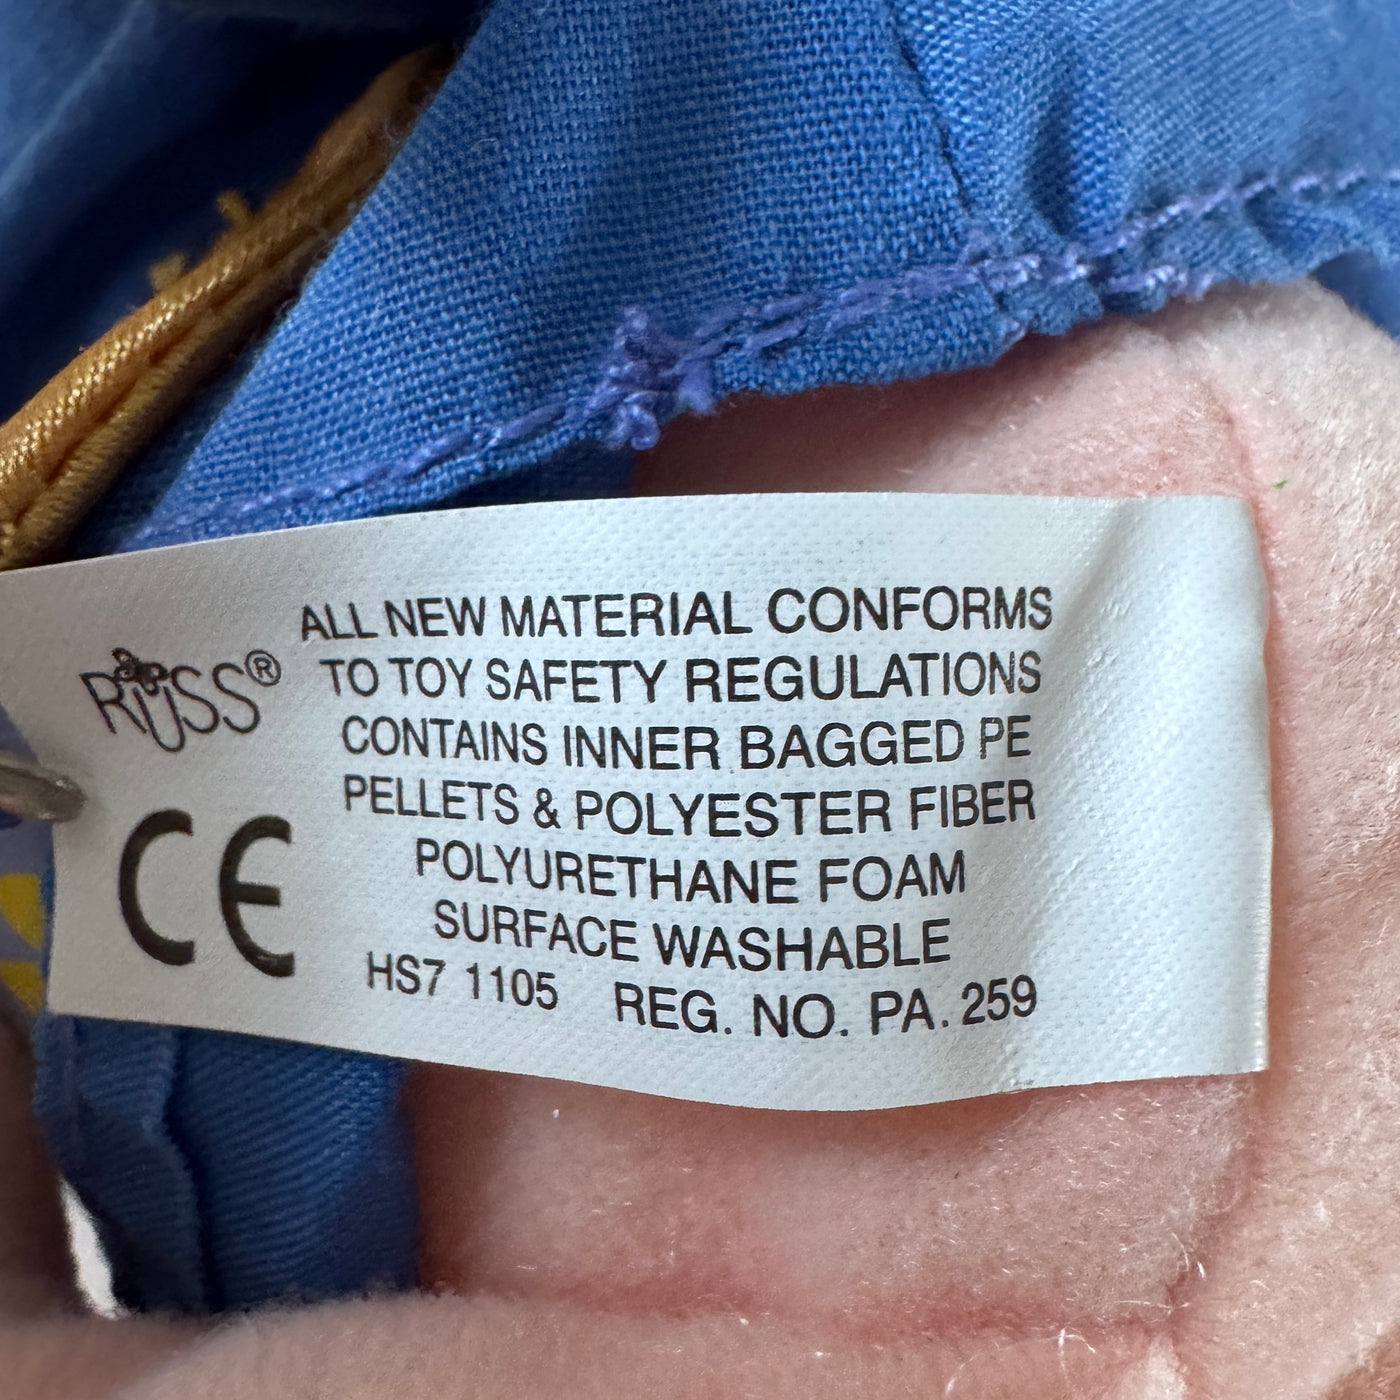 RUSS®
CE
ALL NEW MATERIAL CONFORMS
TO TOY SAFETY REGULATIONS
CONTAINS INNER BAGGED PE
PELLETS & POLYESTER FIBER
POLYURETHANE FOAM
SURFACE WASHABLE
HS7 1105 REG. NO. PA. 259